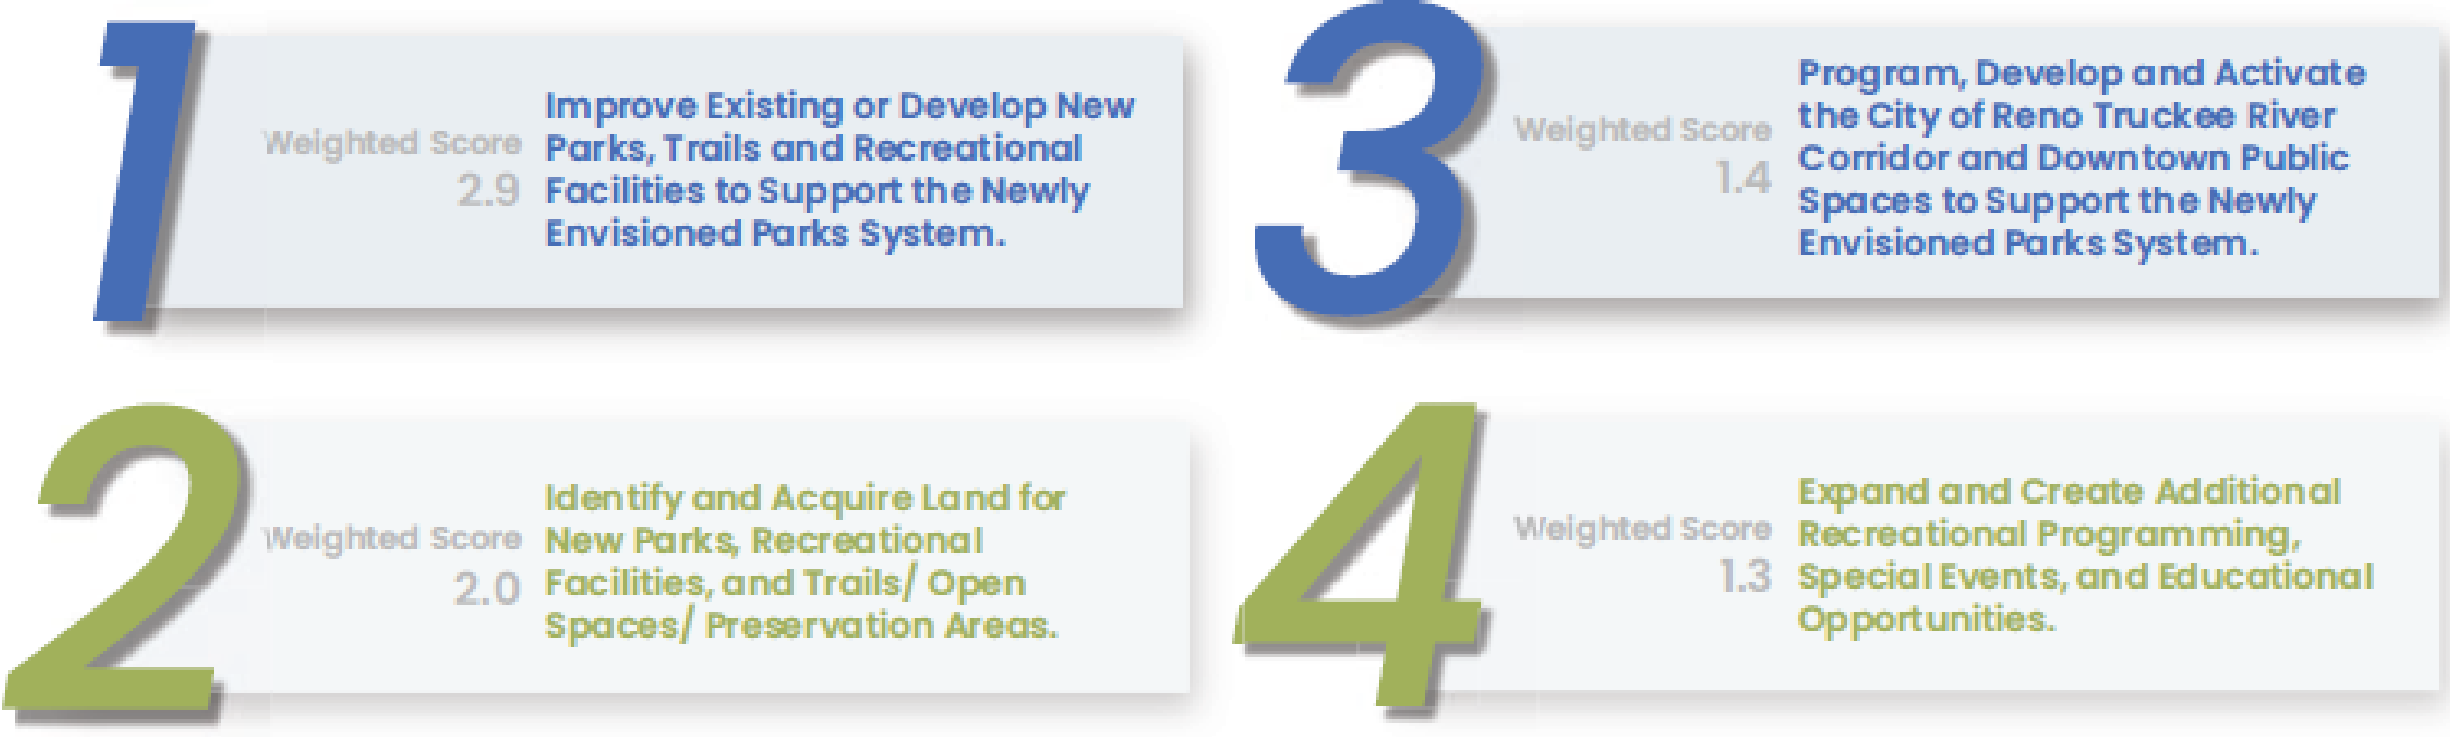 1
Weighted Score
2.9
Improve Existing or Develop New
Parks, Trails and Recreational
Facilities to Support the Newly
Envisioned Parks System.
2
Weighted Score
2.0
Identify and Acquire Land for
New Parks, Recreational
Facilities, and Trails/ Open
Spaces/ Preservation Areas.
3
Weighted Score
1.4
Program, Develop and Activate
the City of Reno Truckee River
Corridor and Downtown Public
Spaces to Support the Newly
Envisioned Parks System.
4
Weighted Score
1.3
Expand and Create Additional
Recreational Programming,
Special Events, and Educational
Opportunities.